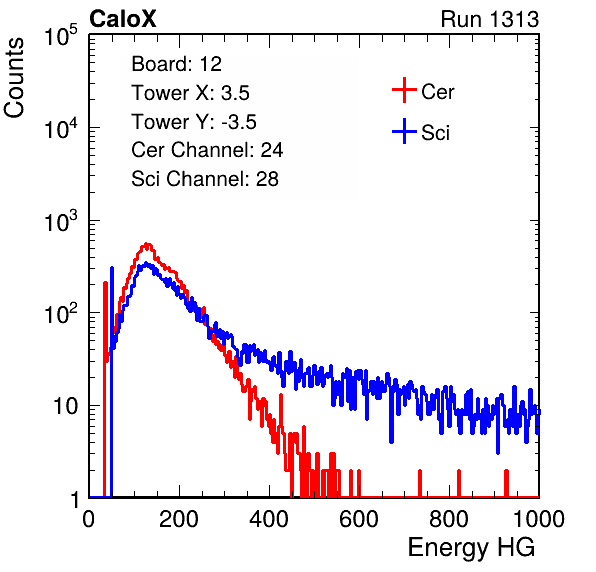 CaloX Run 1313
Counts
Board: 12
Tower X: 3.5
Tower Y: -3.5
Cer Channel: 24
Sci Channel: 28
Cer
Sci
10^5
10^4
10^3
10^2
10
1
0 200 400 600 800 1000
Energy HG